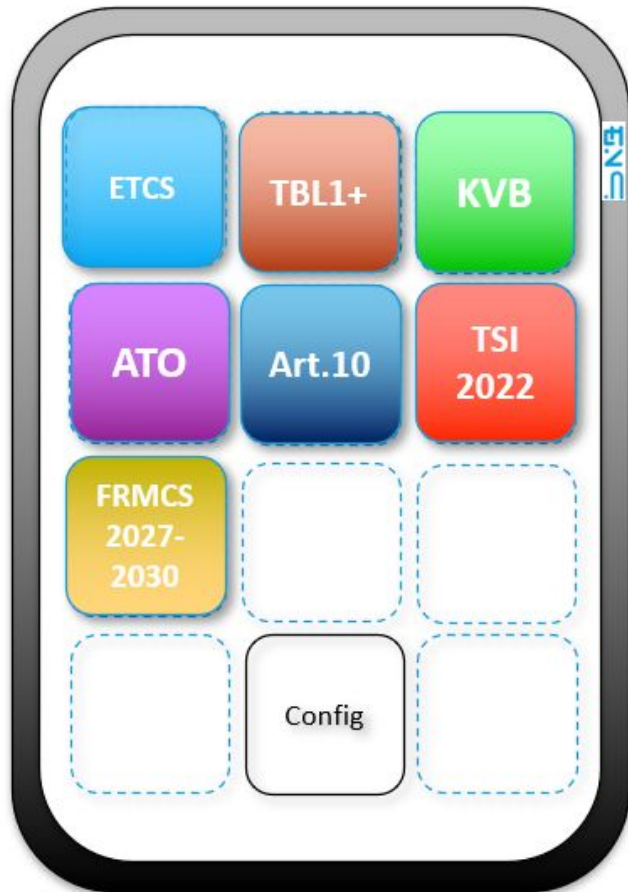 ETCS
TBL1+
KVB
ATO
Art.10
TSI
2022
FRMCS
2027-
2030
Config